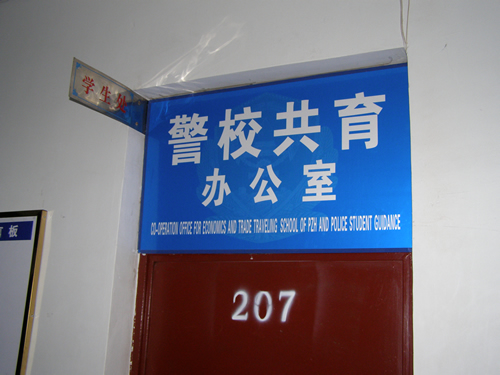 学生处
警校共育
办公室
CO-OPERATION OFFICE FOR ECONOMICS AND TRADE TRAVELING SCHOOL OF PZH AND POLICE STUDENT GUIDANCE
207
板